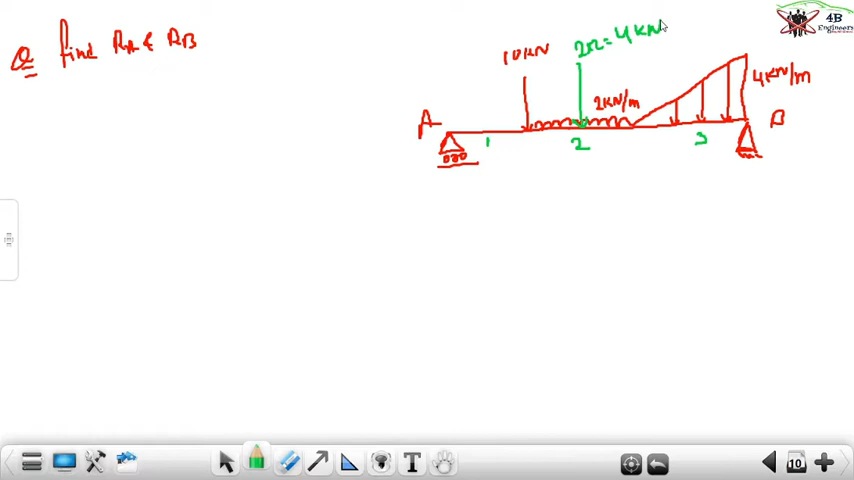 Q find RA & RB
10KN
2x2=4KN
2KN/m
4KN/m
A
B
1
2
3
4B
Engineers
10
T